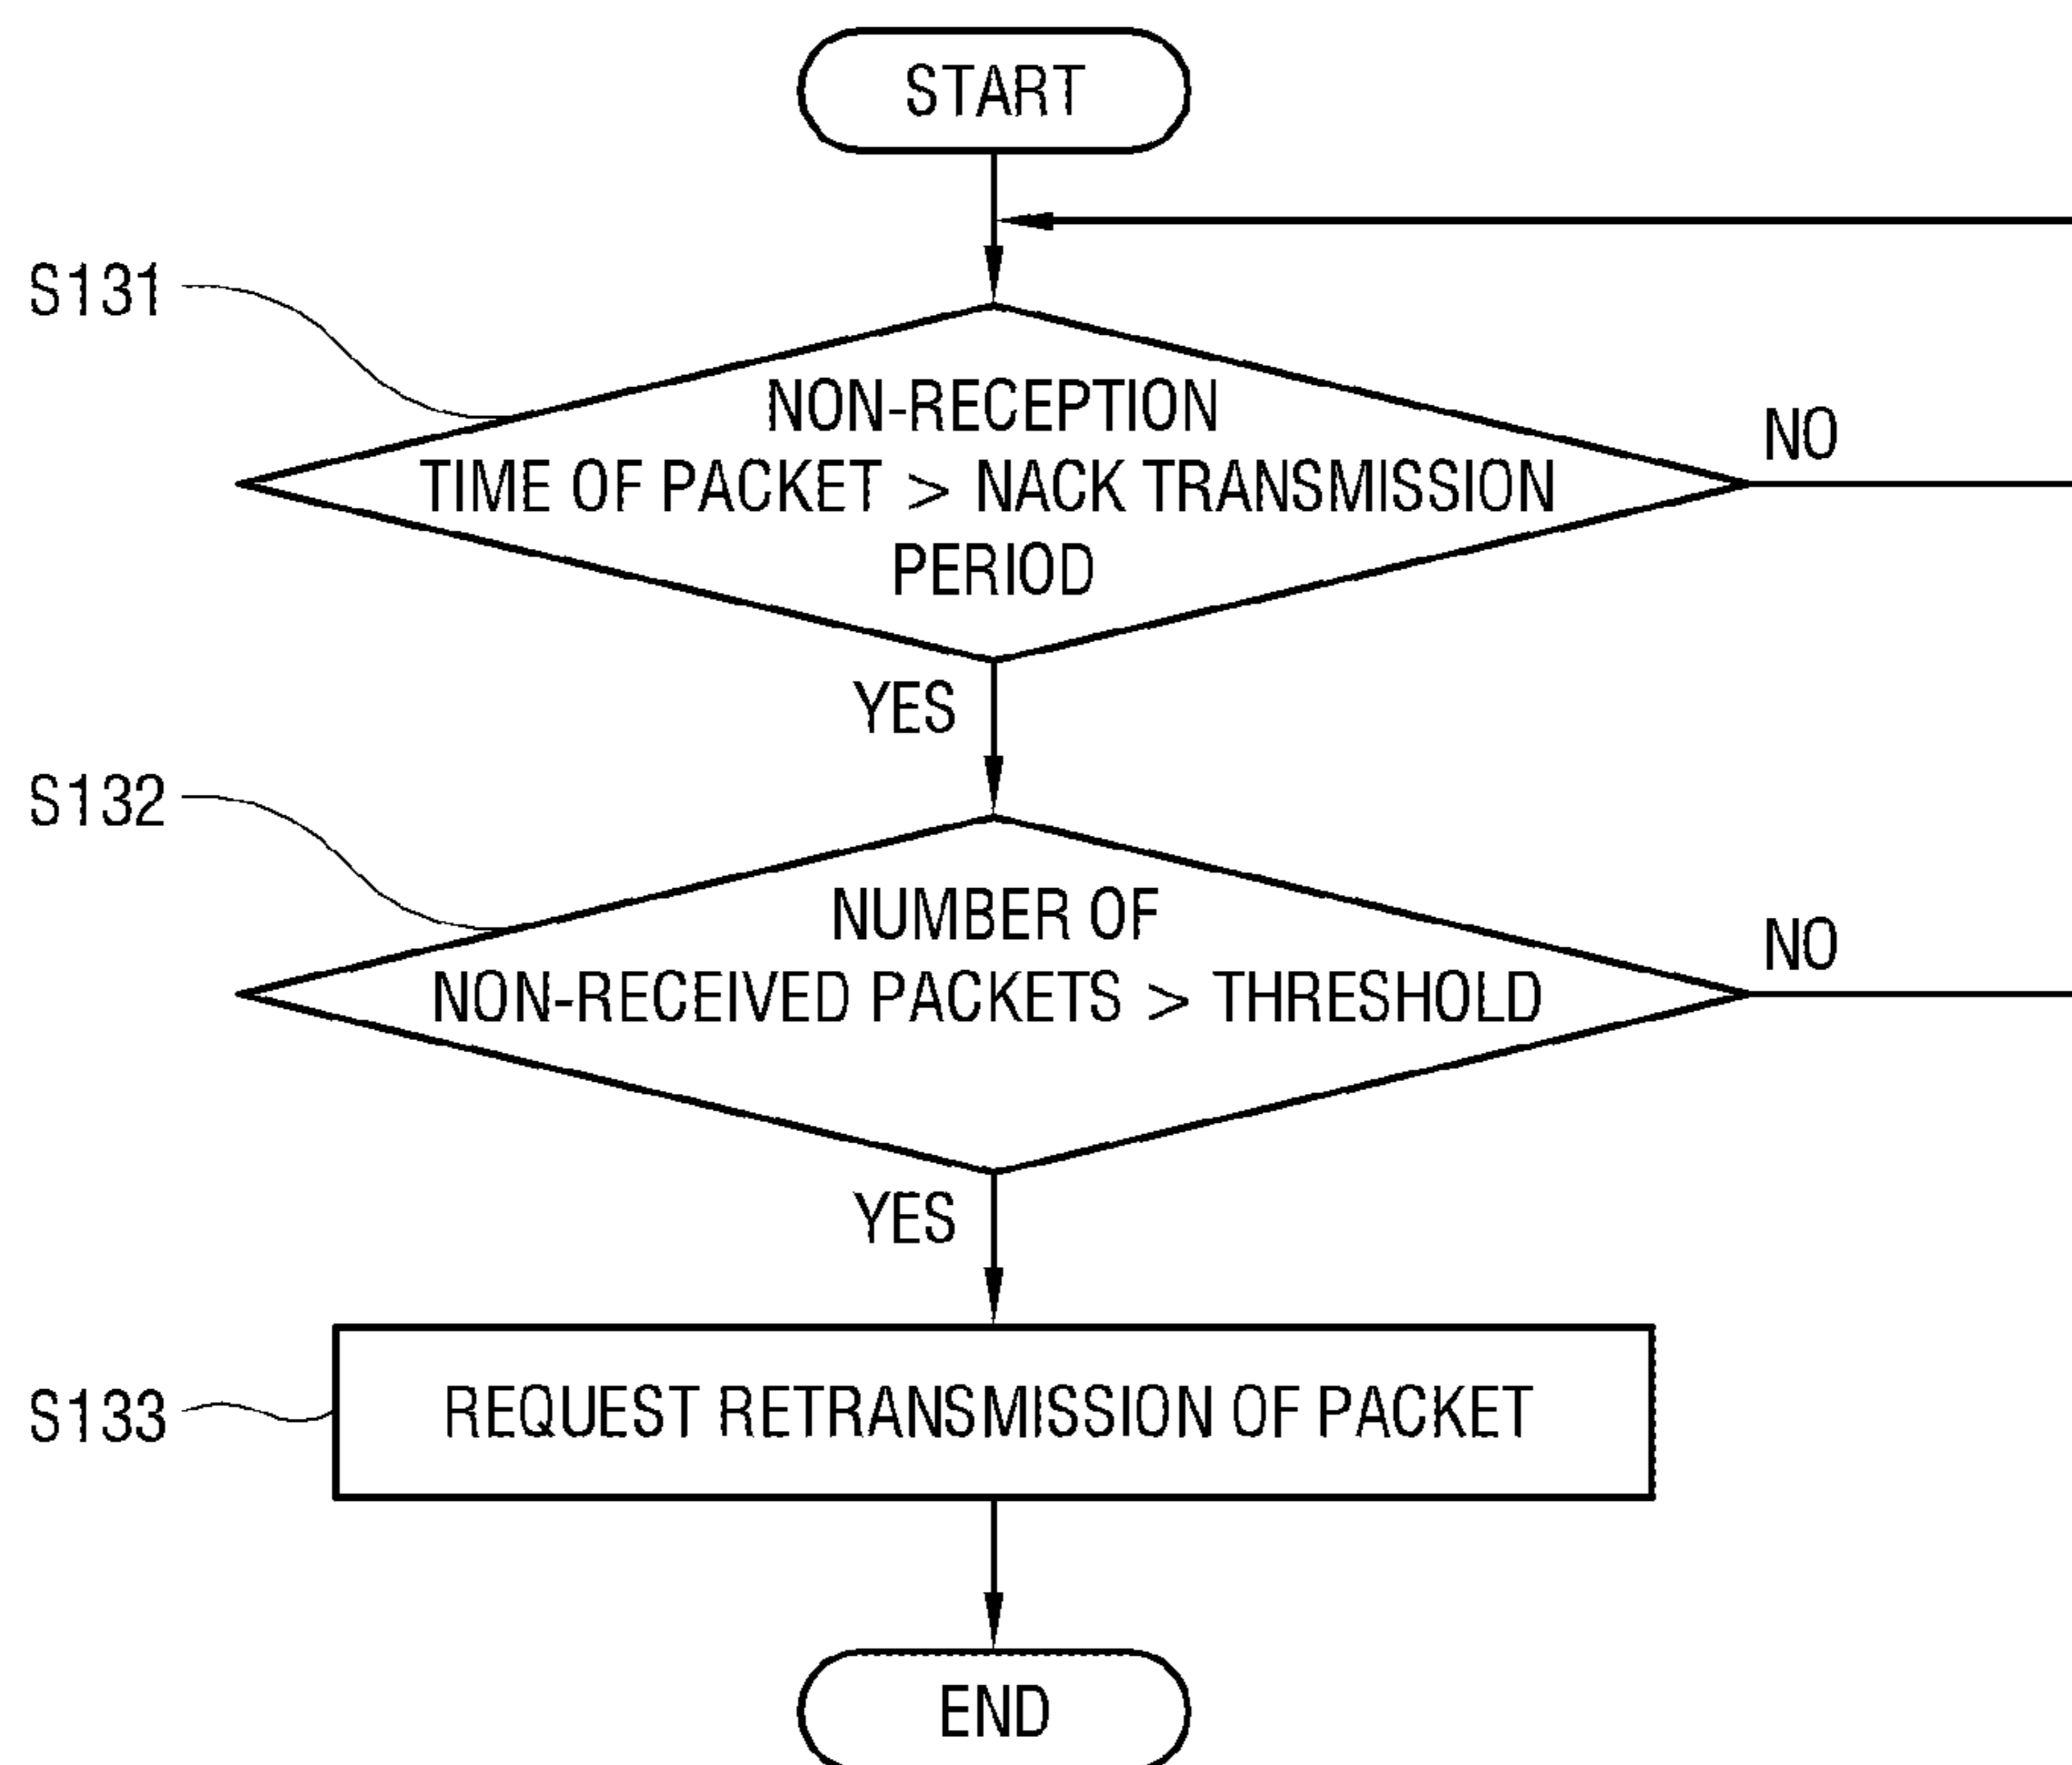 START
S131
NON-RECEPTION
TIME OF PACKET > NACK TRANSMISSION
PERIOD
NO
YES
S132
NUMBER OF
NON-RECEIVED PACKETS > THRESHOLD
NO
YES
S133
REQUEST RETRANSMISSION OF PACKET
END